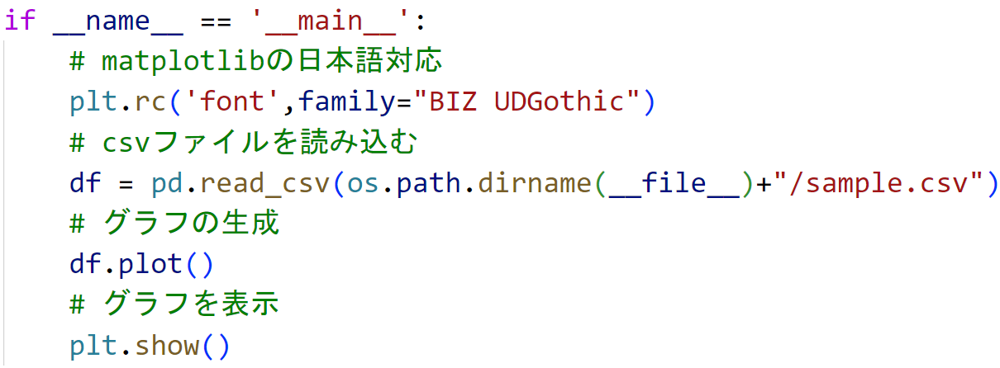 if __name__ == '__main__':
    # matplotlibの日本語対応
    plt.rc('font',family="BIZ UDGothic")
    # csvファイルを読み込む
    df = pd.read_csv(os.path.dirname(__file__)+"/sample.csv")
    # グラフの生成
    df.plot()
    # グラフを表示
    plt.show()